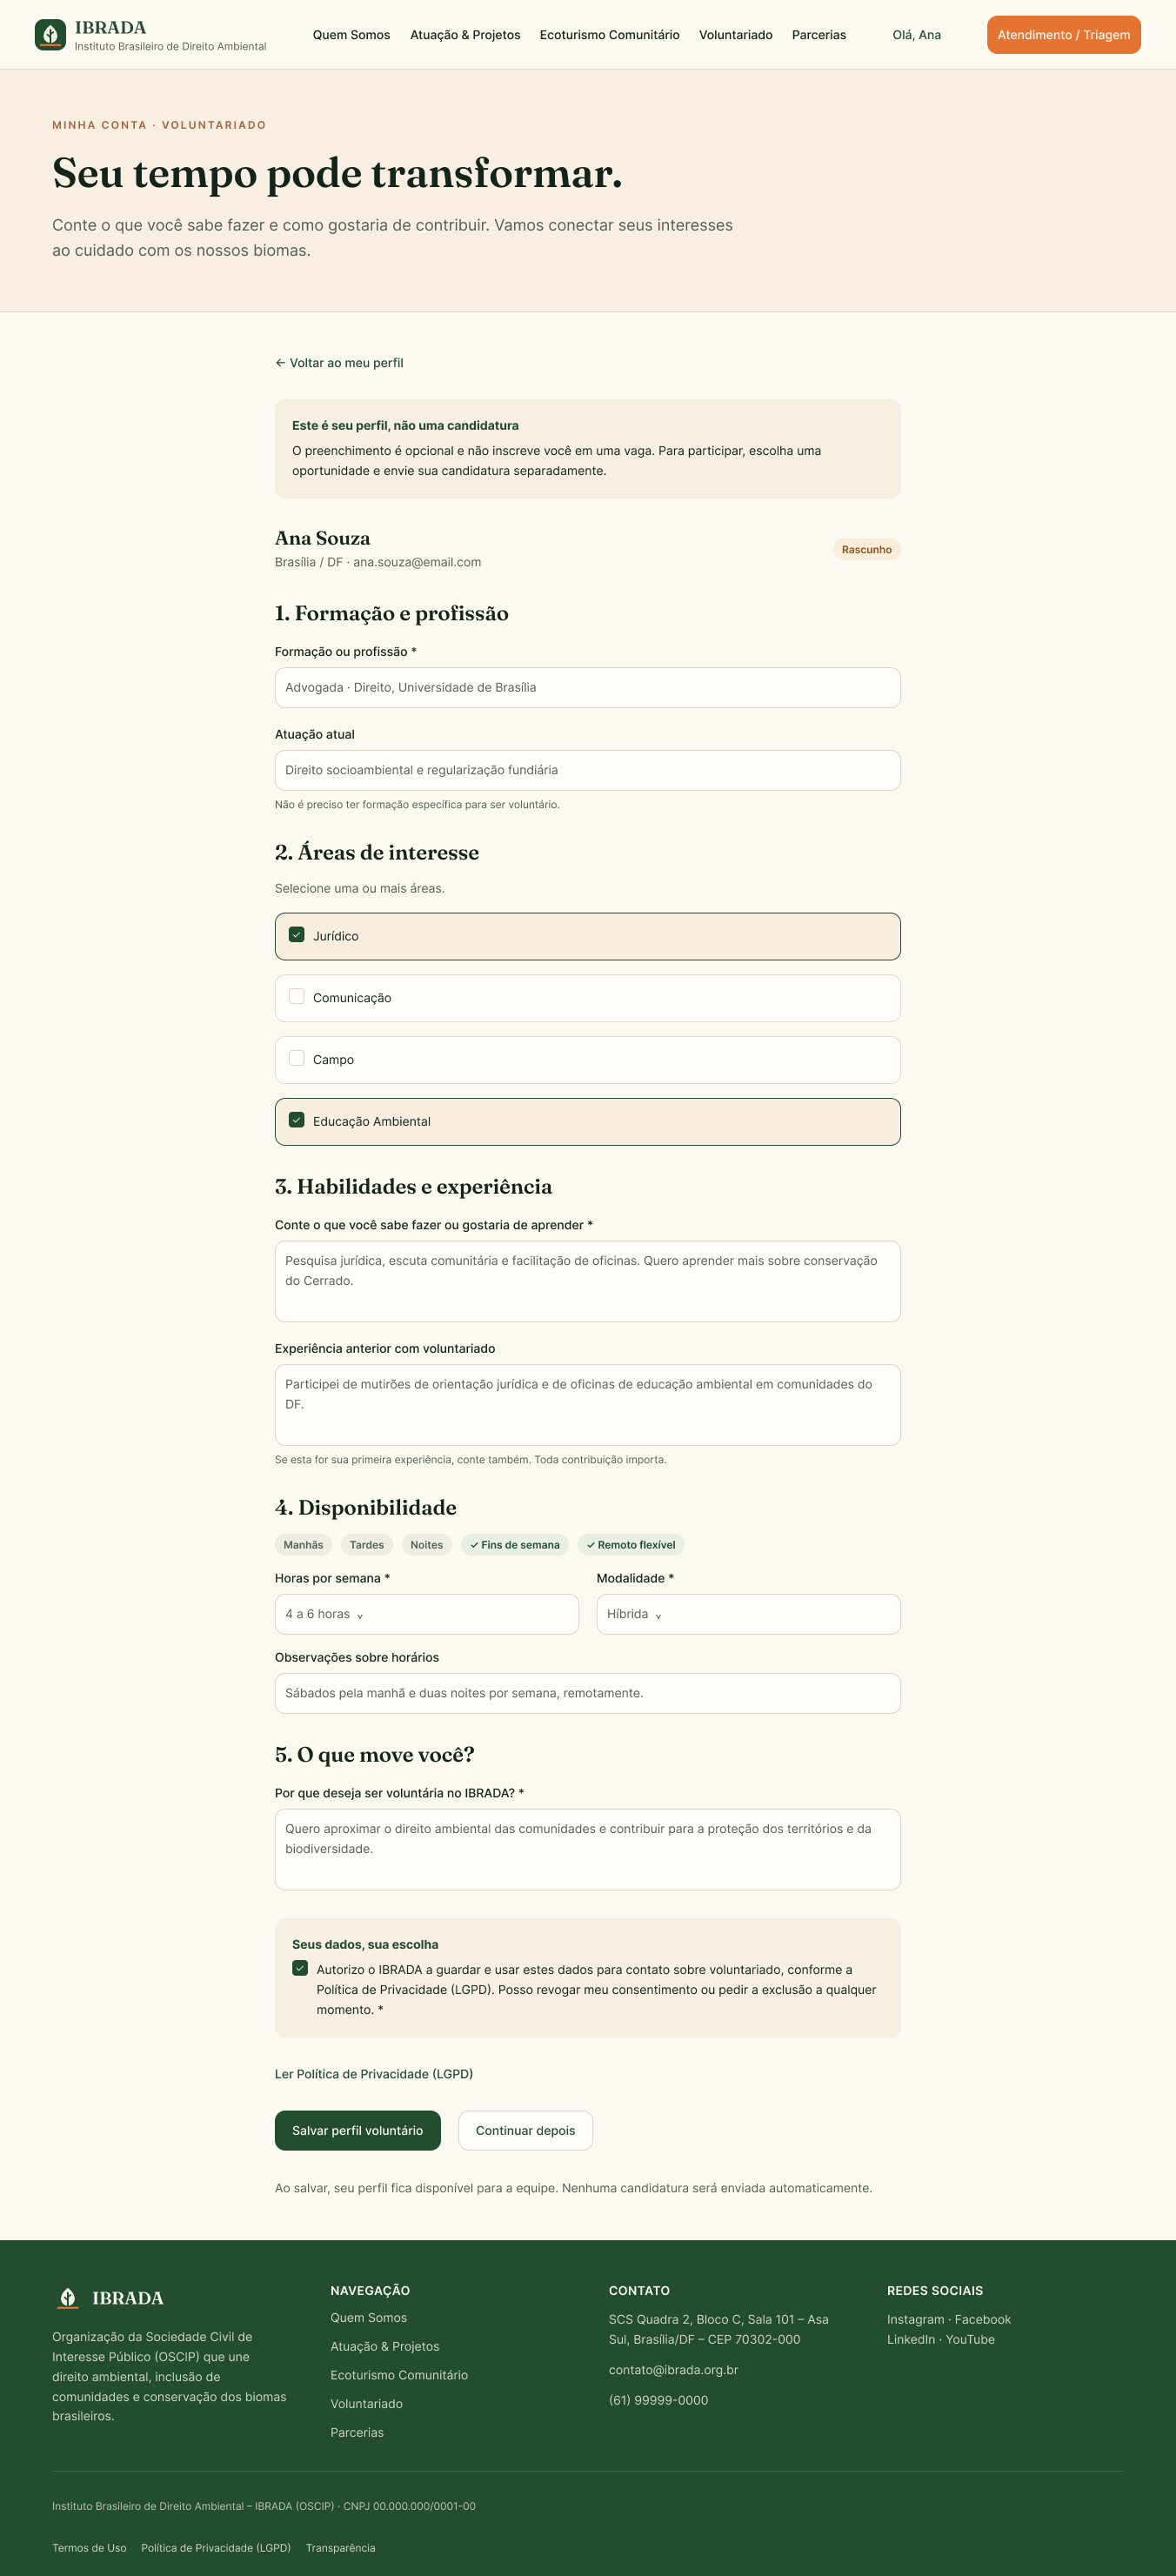 IBRADA
Instituto Brasileiro de Direito Ambiental
Quem Somos
Atuação & Projetos
Ecoturismo Comunitário
Voluntariado
Parcerias
Olá, Ana
Atendimento / Triagem
MINHA CONTA · VOLUNTARIADO
Seu tempo pode transformar.
Conte o que você sabe fazer e como gostaria de contribuir. Vamos conectar seus interesses
ao cuidado com os nossos biomas.
← Voltar ao meu perfil
Este é seu perfil, não uma candidatura
O preenchimento é opcional e não inscreve você em uma vaga. Para participar, escolha uma
oportunidade e envie sua candidatura separadamente.
Ana Souza
Brasília / DF · ana.souza@email.com
Rascunho
1. Formação e profissão
Formação ou profissão *
Advogada · Direito, Universidade de Brasília
Atuação atual
Direito socioambiental e regularização fundiária
Não é preciso ter formação específica para ser voluntário.
2. Áreas de interesse
Selecione uma ou mais áreas.
✓ Jurídico
Comunicação
Campo
✓ Educação Ambiental
3. Habilidades e experiência
Conte o que você sabe fazer ou gostaria de aprender *
Pesquisa jurídica, escuta comunitária e facilitação de oficinas. Quero aprender mais sobre conservação
do Cerrado.
Experiência anterior com voluntariado
Participei de mutirões de orientação jurídica e de oficinas de educação ambiental em comunidades do
DF.
Se esta for sua primeira experiência, conte também. Toda contribuição importa.
4. Disponibilidade
Manhãs
Tardes
Noites
✓ Fins de semana
✓ Remoto flexível
Horas por semana *
Modalidade *
4 a 6 horas
Híbrida
Observações sobre horários
Sábados pela manhã e duas noites por semana, remotamente.
5. O que move você?
Por que deseja ser voluntária no IBRADA? *
Quero aproximar o direito ambiental das comunidades e contribuir para a proteção dos territórios e da
biodiversidade.
Seus dados, sua escolha
✓ Autorizo o IBRADA a guardar e usar estes dados para contato sobre voluntariado, conforme a
Política de Privacidade (LGPD). Posso revogar meu consentimento ou pedir a exclusão a qualquer
momento. *
Ler Política de Privacidade (LGPD)
Salvar perfil voluntário
Continuar depois
Ao salvar, seu perfil fica disponível para a equipe. Nenhuma candidatura será enviada automaticamente.
IBRADA
Organização da Sociedade Civil de
Interesse Público (OSCIP) que une
direito ambiental, inclusão de
comunidades e conservação dos biomas
brasileiros.
NAVEGAÇÃO
Quem Somos
Atuação & Projetos
Ecoturismo Comunitário
Voluntariado
Parcerias
CONTATO
SCS Quadra 2, Bloco C, Sala 101 – Asa
Sul, Brasília/DF – CEP 70302-000
contato@ibrada.org.br
(61) 99999-0000
REDES SOCIAIS
Instagram · Facebook
LinkedIn · YouTube
Instituto Brasileiro de Direito Ambiental – IBRADA (OSCIP) · CNPJ 00.000.000/0001-00
Termos de Uso
Política de Privacidade (LGPD)
Transparência